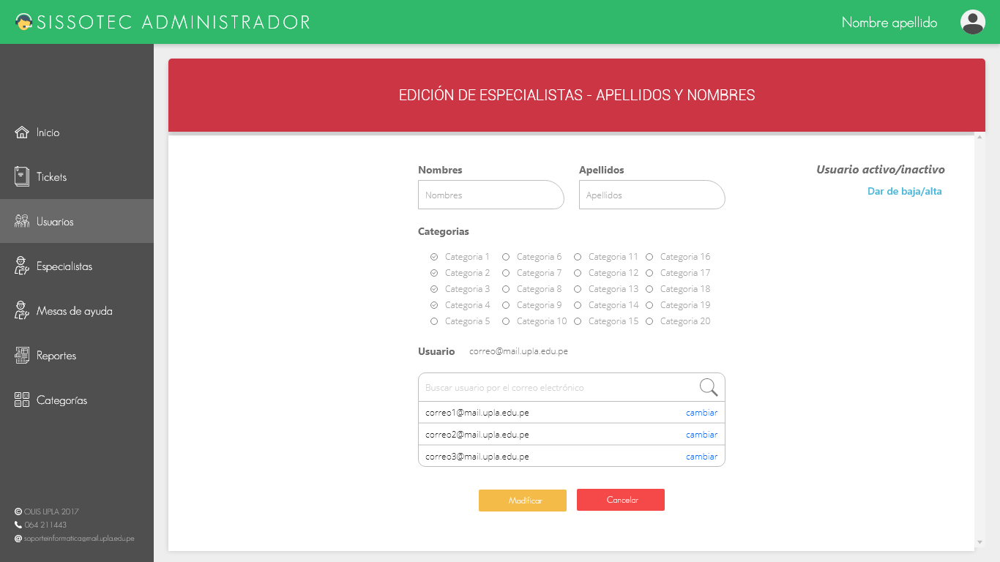 SISSOTEC ADMINISTRADOR
Nombre apellido
Inicio
Tickets
Usuarios
Especialistas
Mesas de ayuda
Reportes
Categorías
OUIS UPLA 2017
064 211443
soporteinformatica@mail.upla.edu.pe
EDICIÓN DE ESPECIALISTAS - APELLIDOS Y NOMBRES
Nombres Apellidos
Nombres Apellidos
Usuario activo/inactivo
Dar de baja/alta
Categorias
Categoria 1 Categoria 6 Categoria 11 Categoria 16
Categoria 2 Categoria 7 Categoria 12 Categoria 17
Categoria 3 Categoria 8 Categoria 13 Categoria 18
Categoria 4 Categoria 9 Categoria 14 Categoria 19
Categoria 5 Categoria 10 Categoria 15 Categoria 20
Usuario correo@mail.upla.edu.pe
Buscar usuario por el correo electrónico
correo1@mail.upla.edu.pe cambiar
correo2@mail.upla.edu.pe cambiar
correo3@mail.upla.edu.pe cambiar
Modificar Cancelar